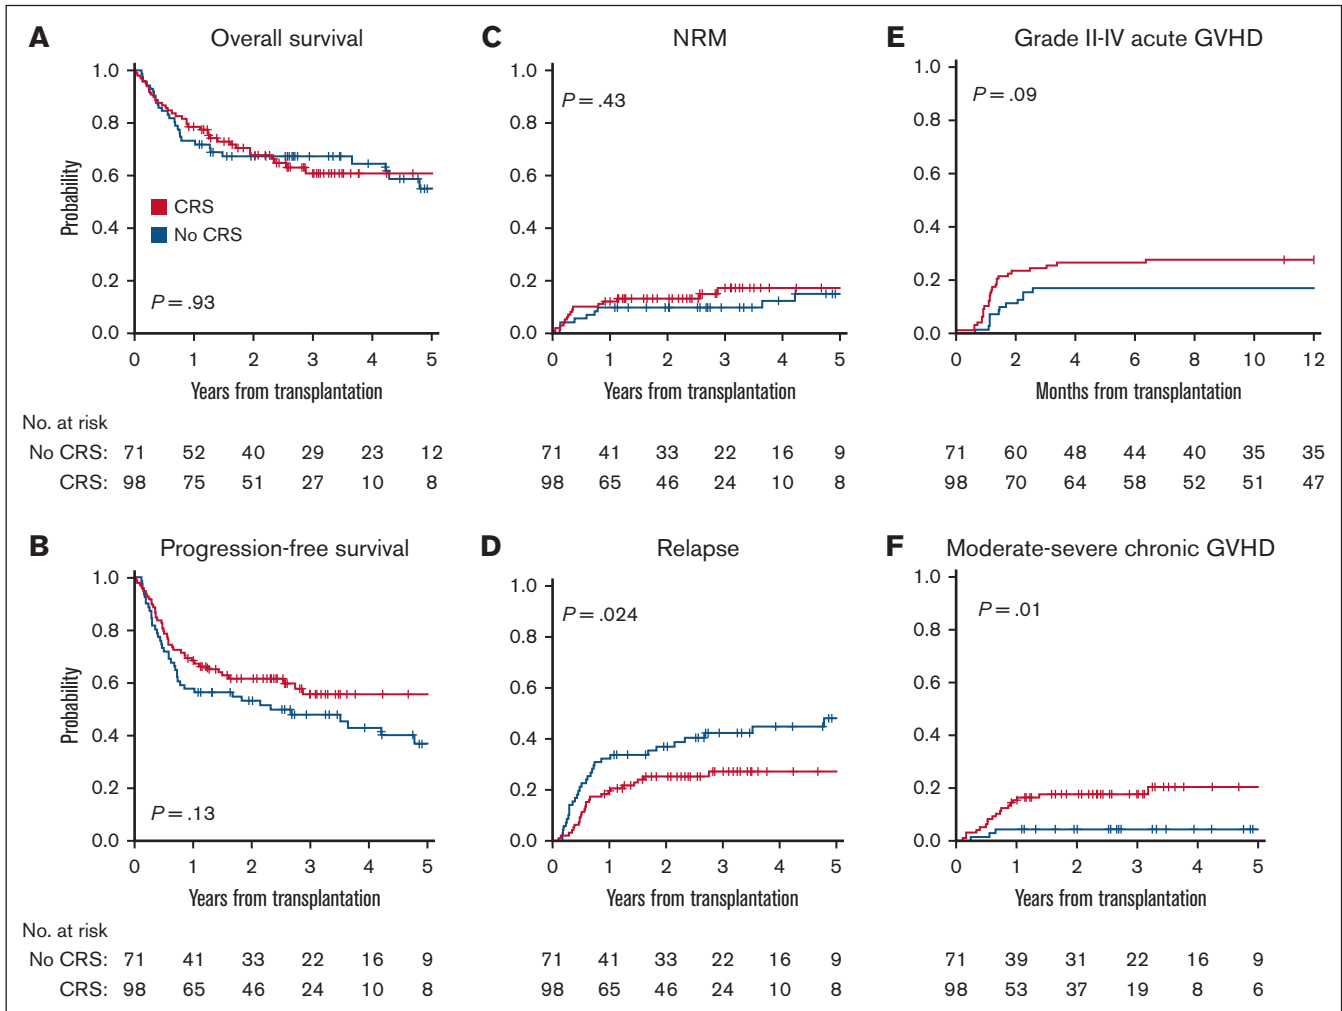 A Overall survival
1.0
0.8
0.6
0.4
0.2
0.0
Probability
CRS
No CRS
P = .93
0 1 2 3 4 5
Years from transplantation
No. at risk
No CRS: 71 52 40 29 23 12
CRS: 98 75 51 27 10 8
C NRM
1.0
0.8
0.6
0.4
0.2
0.0
P = .43
0 1 2 3 4 5
Years from transplantation
71 41 33 22 16 9
98 65 46 24 10 8
E Grade II-IV acute GVHD
1.0
0.8
0.6
0.4
0.2
0.0
P = .09
0 2 4 6 8 10 12
Months from transplantation
71 60 48 44 40 35 35
98 70 64 58 52 51 47
B Progression-free survival
1.0
0.8
0.6
0.4
0.2
0.0
Probability
P = .13
0 1 2 3 4 5
Years from transplantation
No. at risk
No CRS: 71 41 33 22 16 9
CRS: 98 65 46 24 10 8
D Relapse
1.0
0.8
0.6
0.4
0.2
0.0
P = .024
0 1 2 3 4 5
Years from transplantation
71 41 33 22 16 9
98 65 46 24 10 8
F Moderate-severe chronic GVHD
1.0
0.8
0.6
0.4
0.2
0.0
P = .01
0 1 2 3 4 5
Years from transplantation
71 39 31 22 16 9
98 53 37 19 8 6